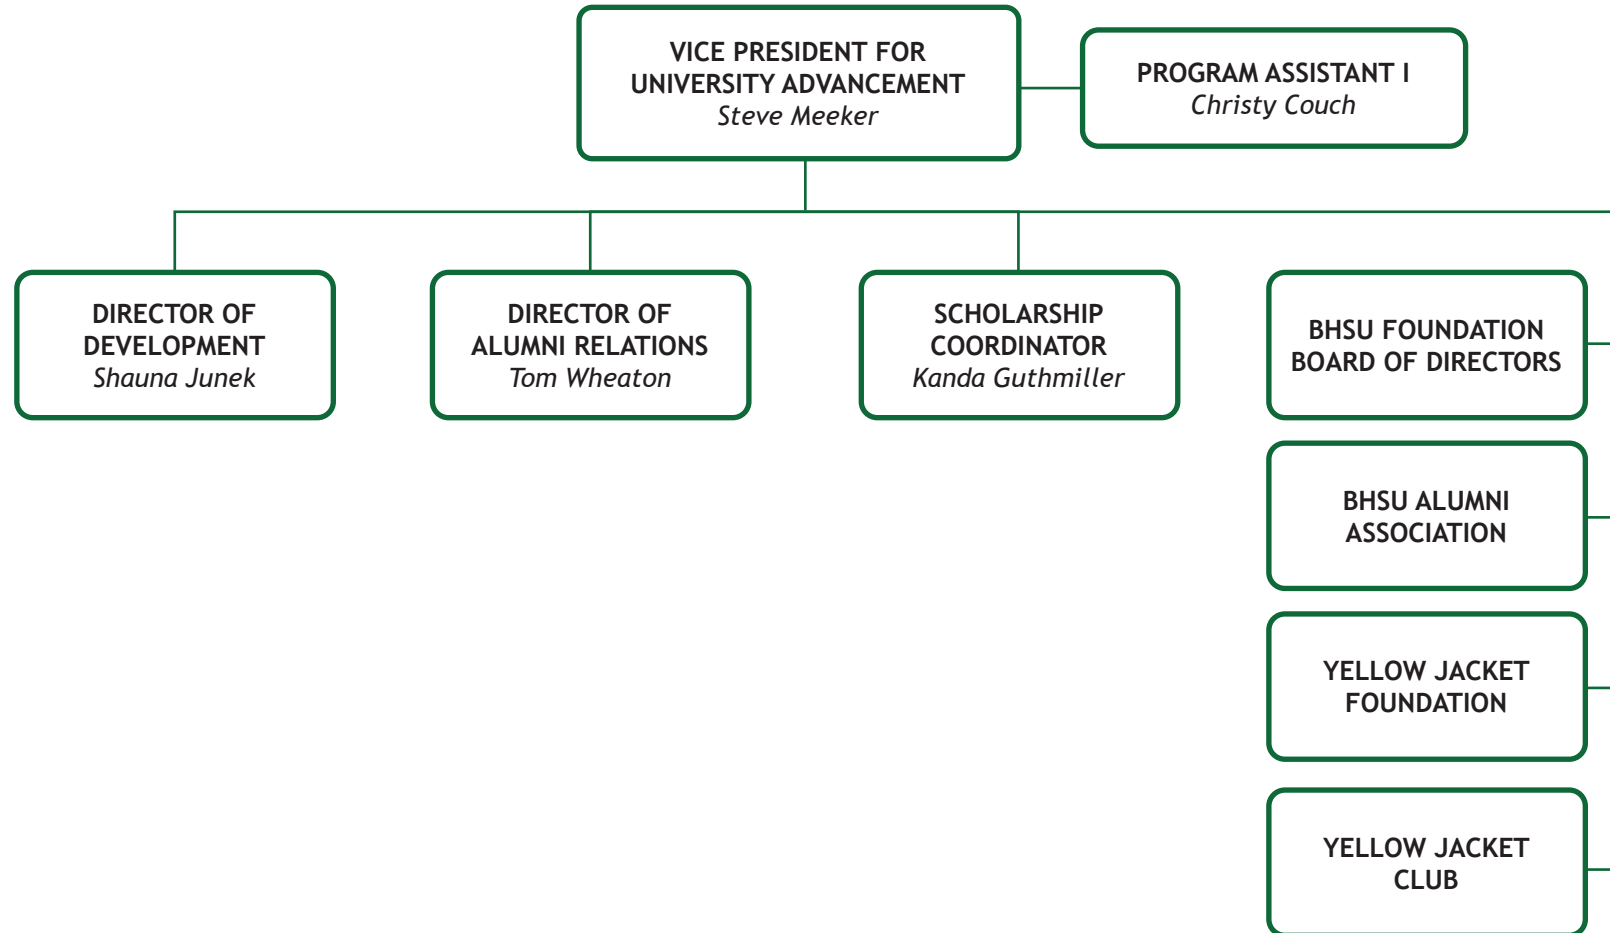 VICE PRESIDENT FOR
UNIVERSITY ADVANCEMENT
Steve Meeker
PROGRAM ASSISTANT I
Christy Couch
DIRECTOR OF
DEVELOPMENT
Shauna Junek
DIRECTOR OF
ALUMNI RELATIONS
Tom Wheaton
SCHOLARSHIP
COORDINATOR
Kanda Guthmiller
BHSU FOUNDATION
BOARD OF DIRECTORS
BHSU ALUMNI
ASSOCIATION
YELLOW JACKET
FOUNDATION
YELLOW JACKET
CLUB